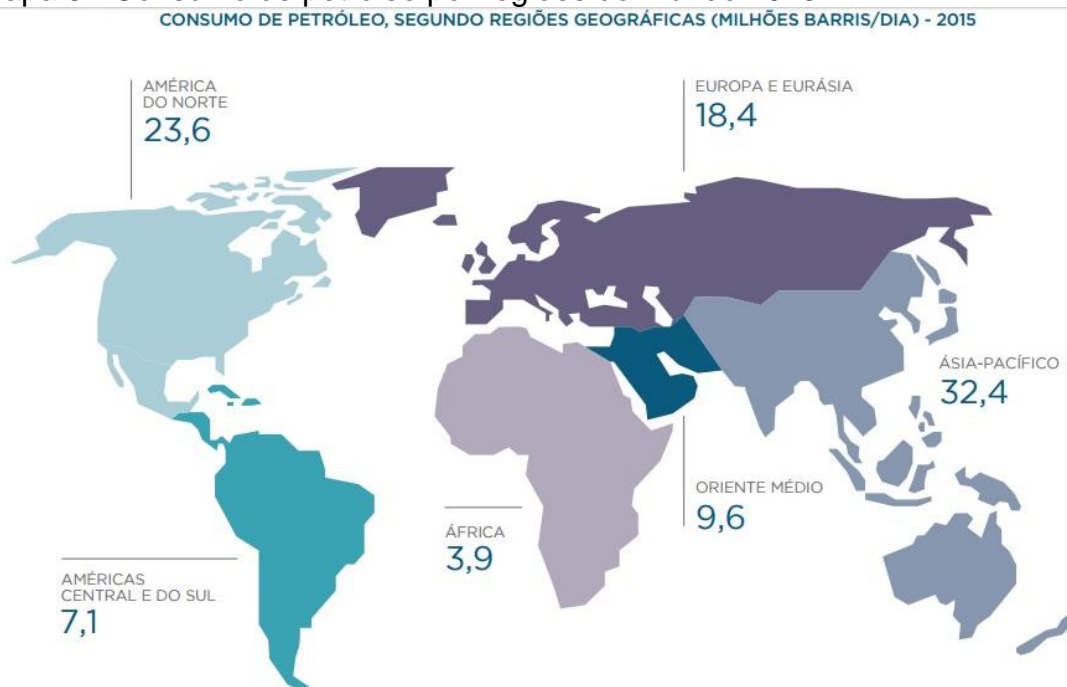 CONSUMO DE PETRÓLEO, SEGUNDO REGIÕES GEOGRÁFICAS (MILHÕES BARRIS/DIA) - 2015
AMÉRICA
DO NORTE
23,6
EUROPA E EURÁSIA
18,4
ÁSIA-PACÍFICO
32,4
ORIENTE MÉDIO
9,6
ÁFRICA
3,9
AMÉRICAS
CENTRAL E DO SUL
7,1